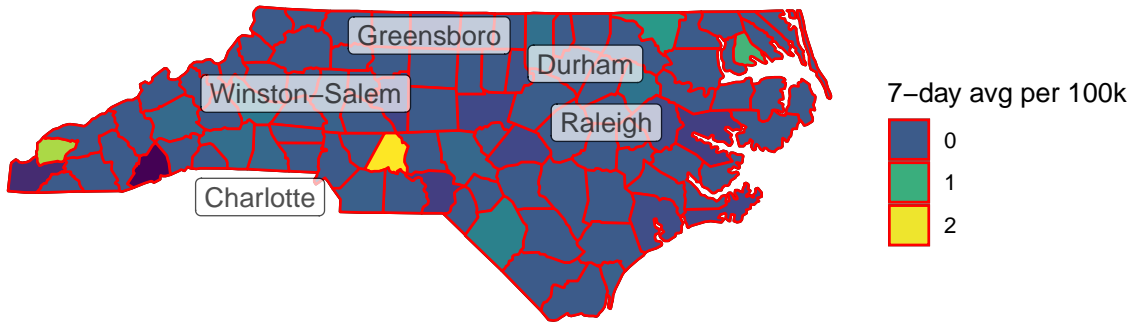 Greensboro
Durham
Winston−Salem
Raleigh
Charlotte
7−day avg per 100k
0
1
2